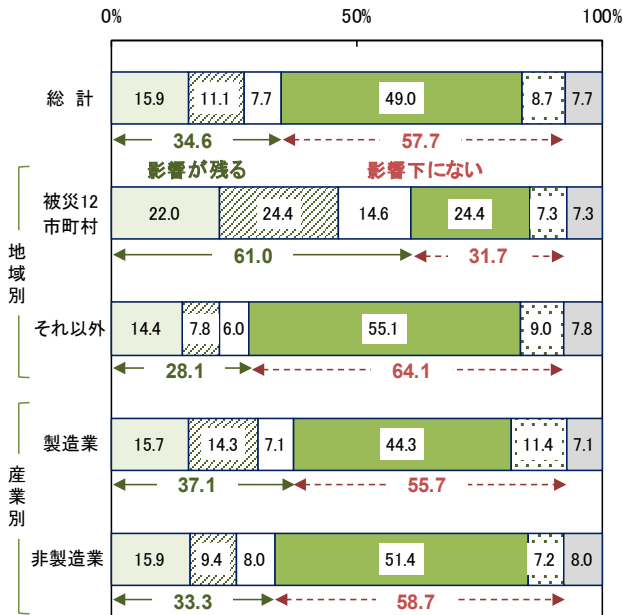 0% 50% 100%
総 計 15.9 11.1 7.7 49.0 8.7 7.7
34.6 57.7
影響が残る 影響下にない
地域別
被災12市町村 22.0 24.4 14.6 24.4 7.3 7.3
61.0 31.7
それ以外 14.4 7.8 6.0 55.1 9.0 7.8
28.1 64.1
産業別
製造業 15.7 14.3 7.1 44.3 11.4 7.1
37.1 55.7
非製造業 15.9 9.4 8.0 51.4 7.2 8.0
33.3 58.7